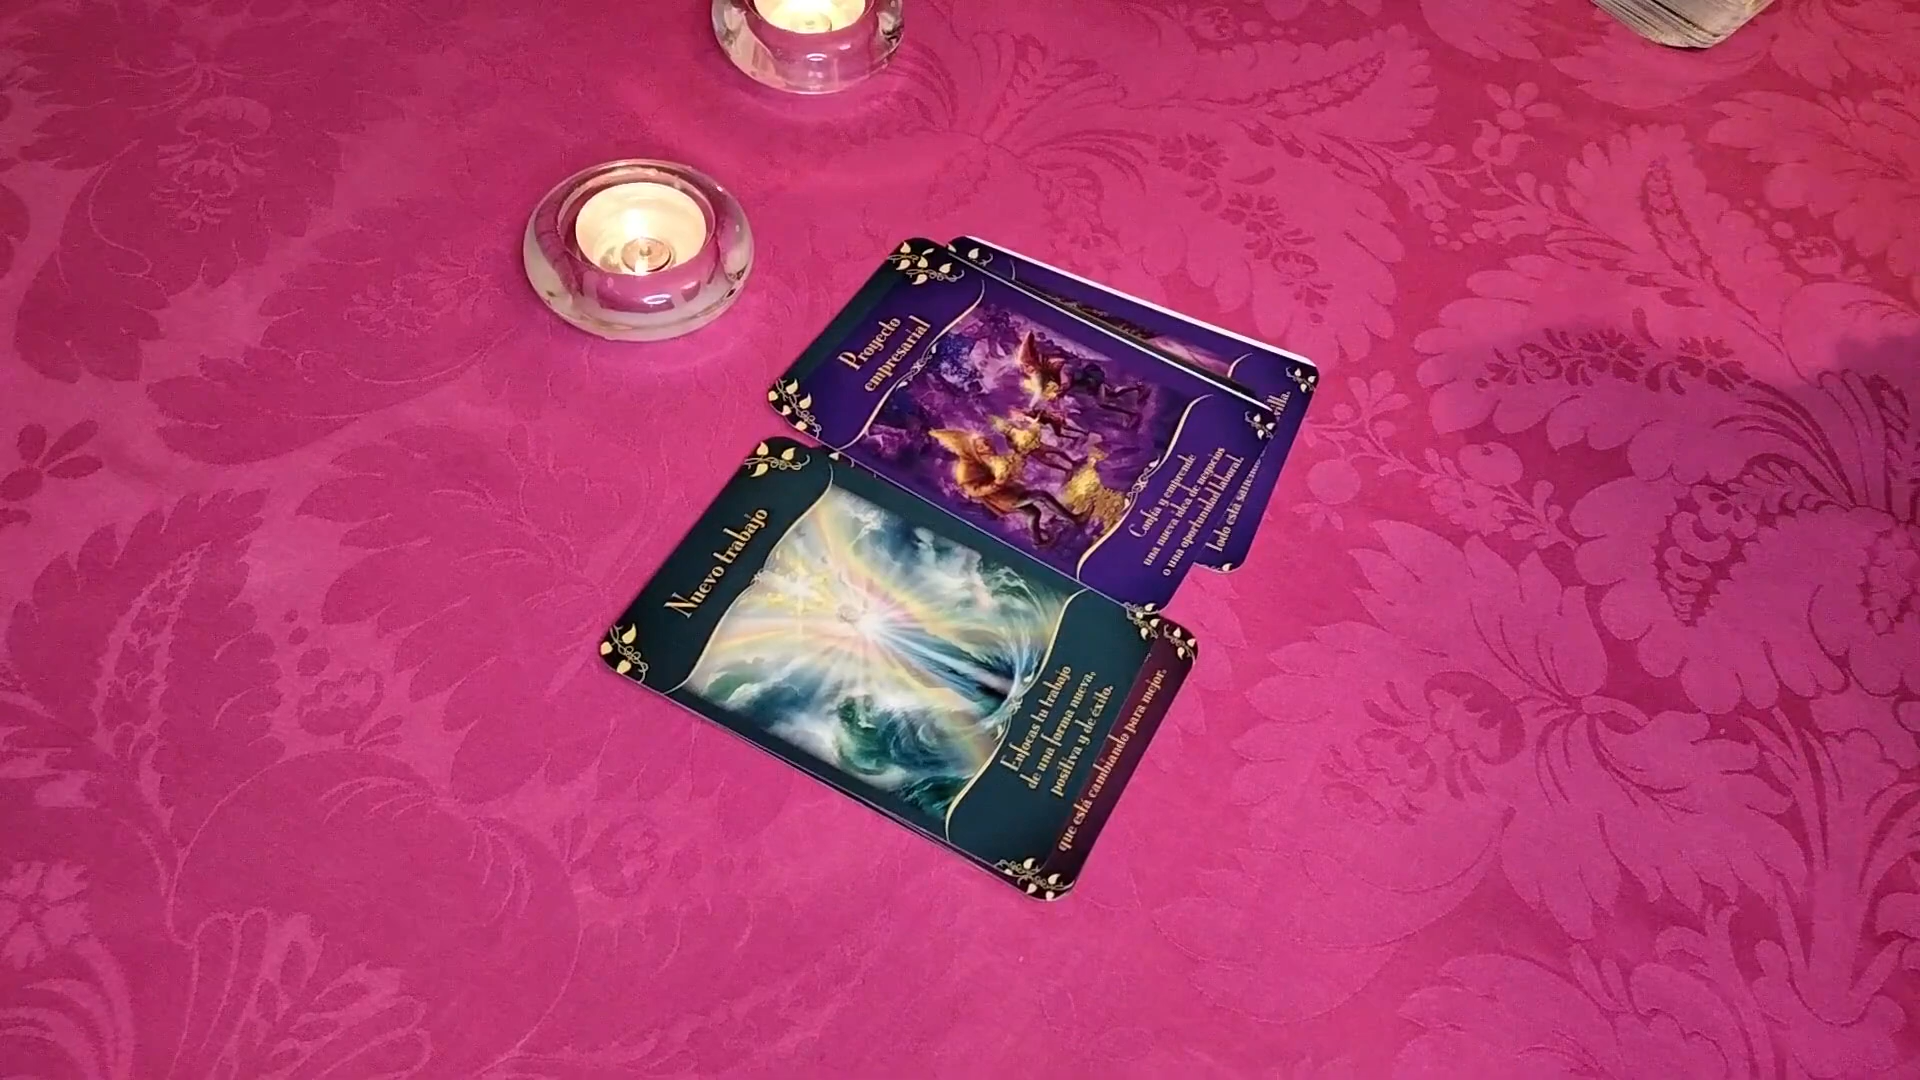 Proyecto
empresarial
Confía y emprende
una nueva idea de negocios
o una oportunidad laboral.
Todo está
Nuevo trabajo
Enfocas tu trabajo
de una forma nueva,
positiva y de éxito.
que está cambiando para mejor.